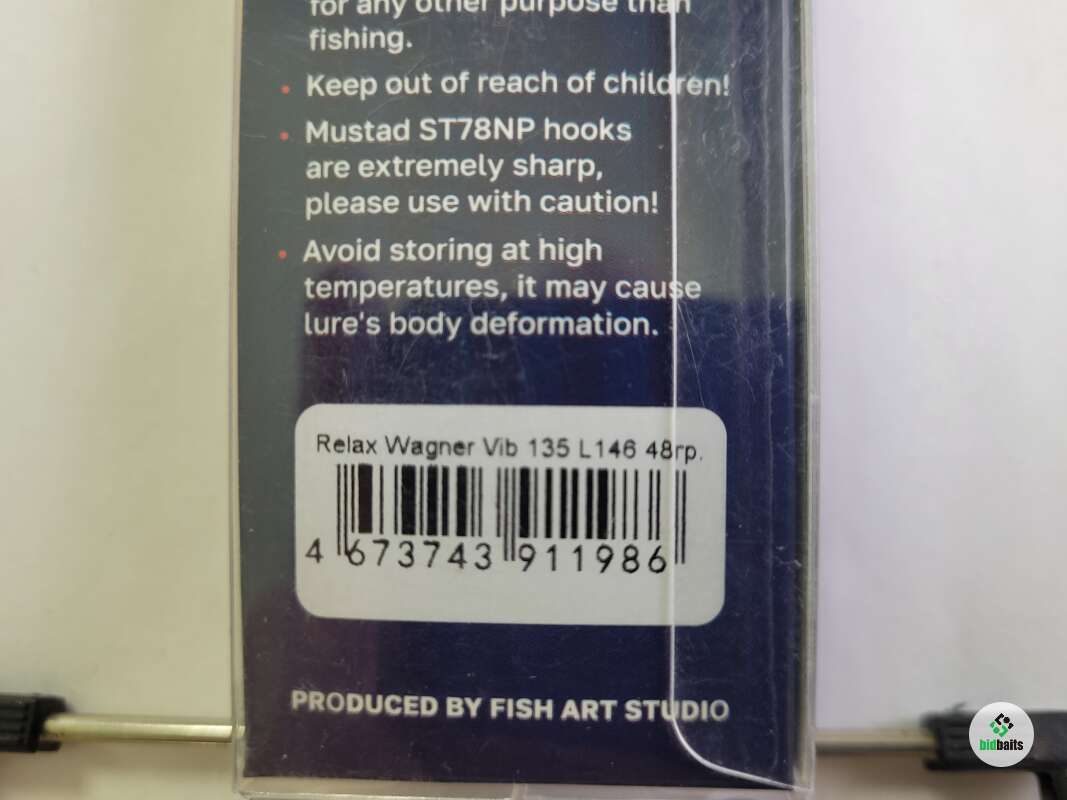 for any other purpose than
fishing.
• Keep out of reach of children!
• Mustad ST78NP hooks
are extremely sharp,
please use with caution!
• Avoid storing at high
temperatures, it may cause
lure's body deformation.
Relax Wagner Vib 135 L146 48гр.
4 673743 911986
PRODUCED BY FISH ART STUDIO
bidbaits